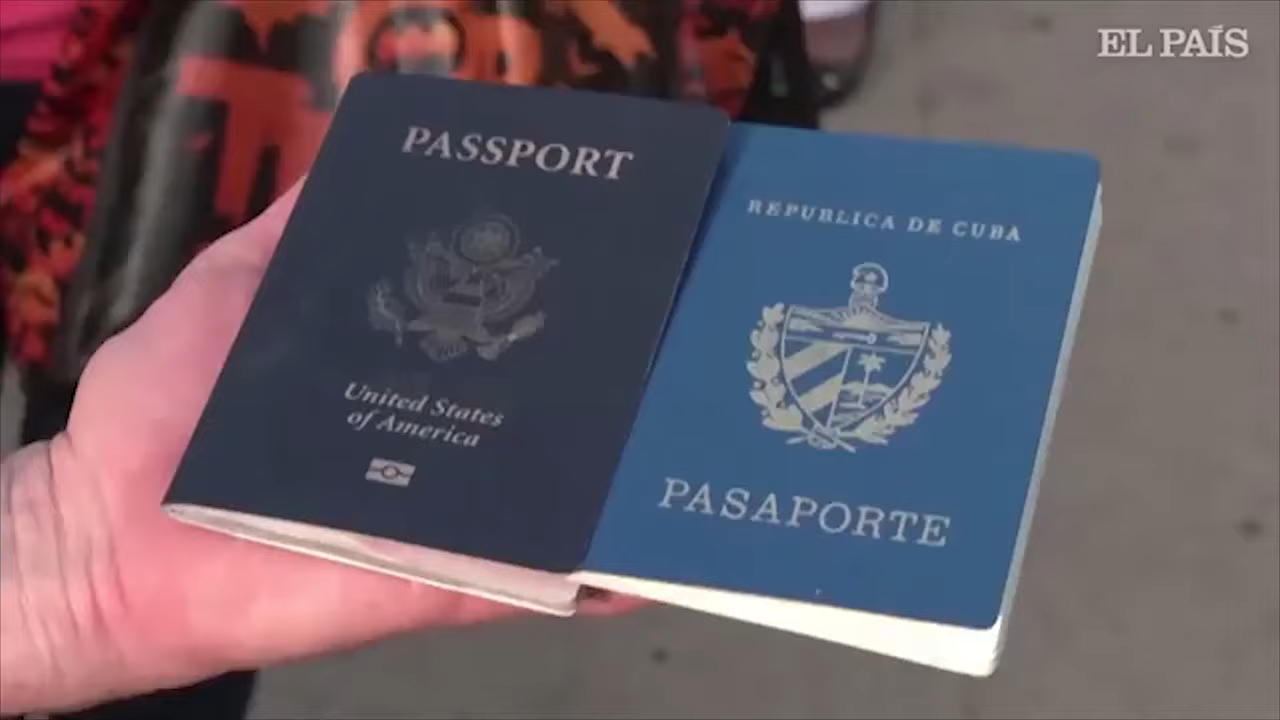 EL PAÍS
PASSPORT
United States
of America
REPUBLICA DE CUBA
PASAPORTE